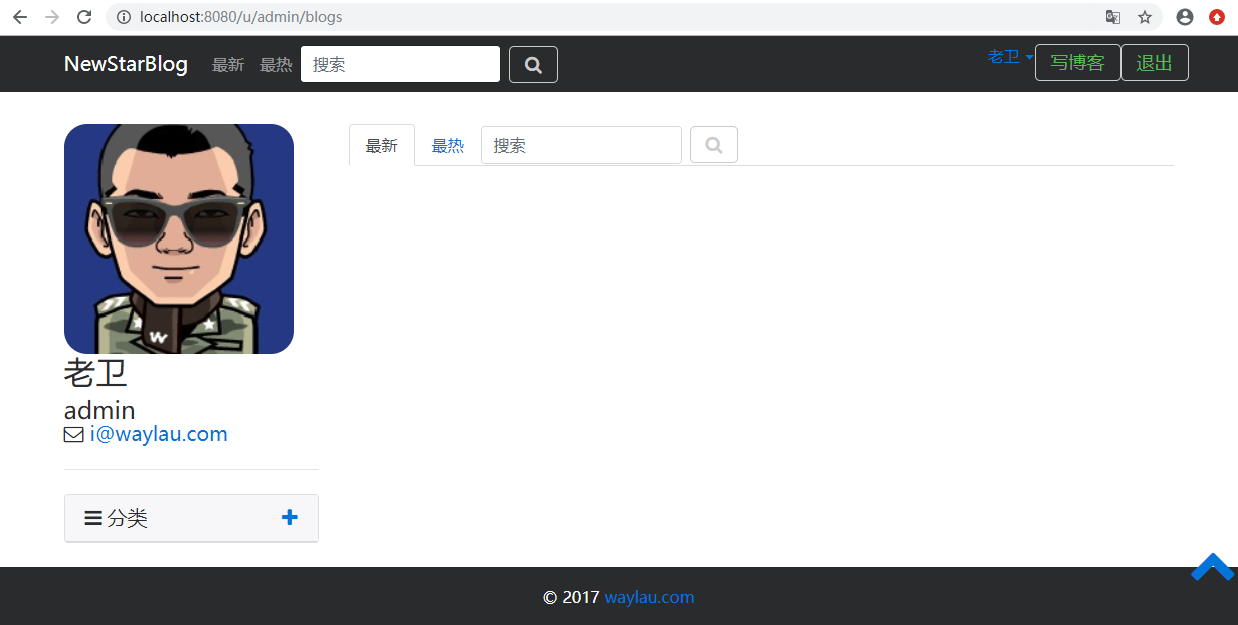 localhost:8080/u/admin/blogs
NewStarBlog 最新 最热 搜索 老卫 写博客 退出
最新 最热 搜索
W
老卫
admin
i@waylau.com
分类
© 2017 waylau.com